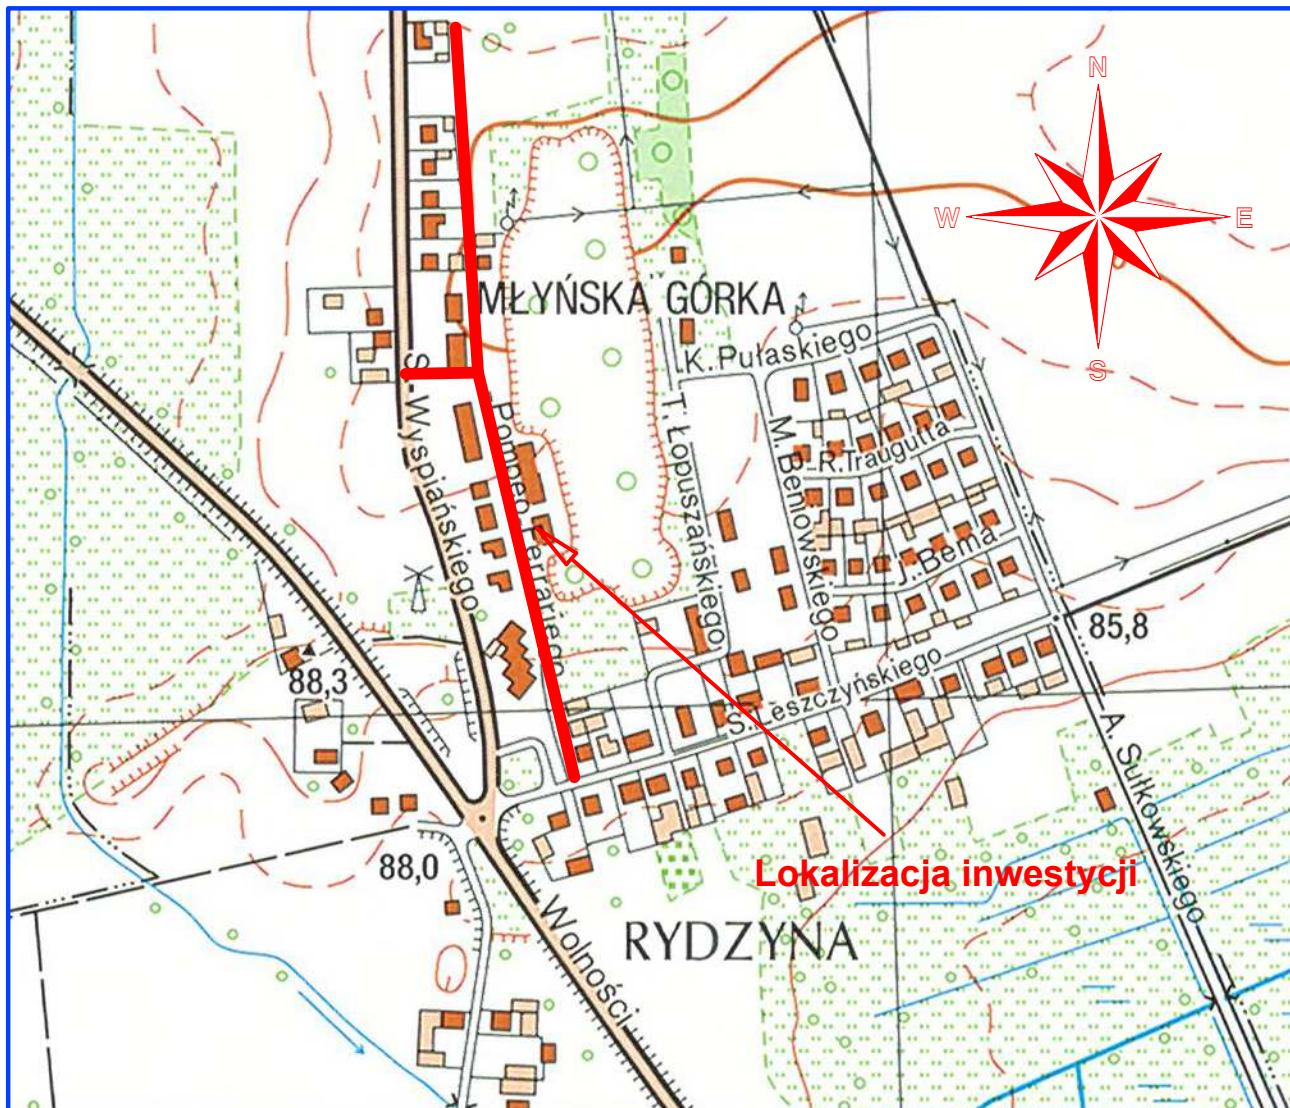 N
W
E
S
MŁYŃSKA GÓRKA
K. Pułaskiego
S. Wyspiańskiego
Pompeo Ferrariego
T. Łopuszańskiego
M. Beniowskiego
R. Traugutta
J. Bema
85,8
88,3
S. Leszczyńskiego
A. Sułkowskiego
88,0
Lokalizacja inwestycji
Wolności
RYDZYNA